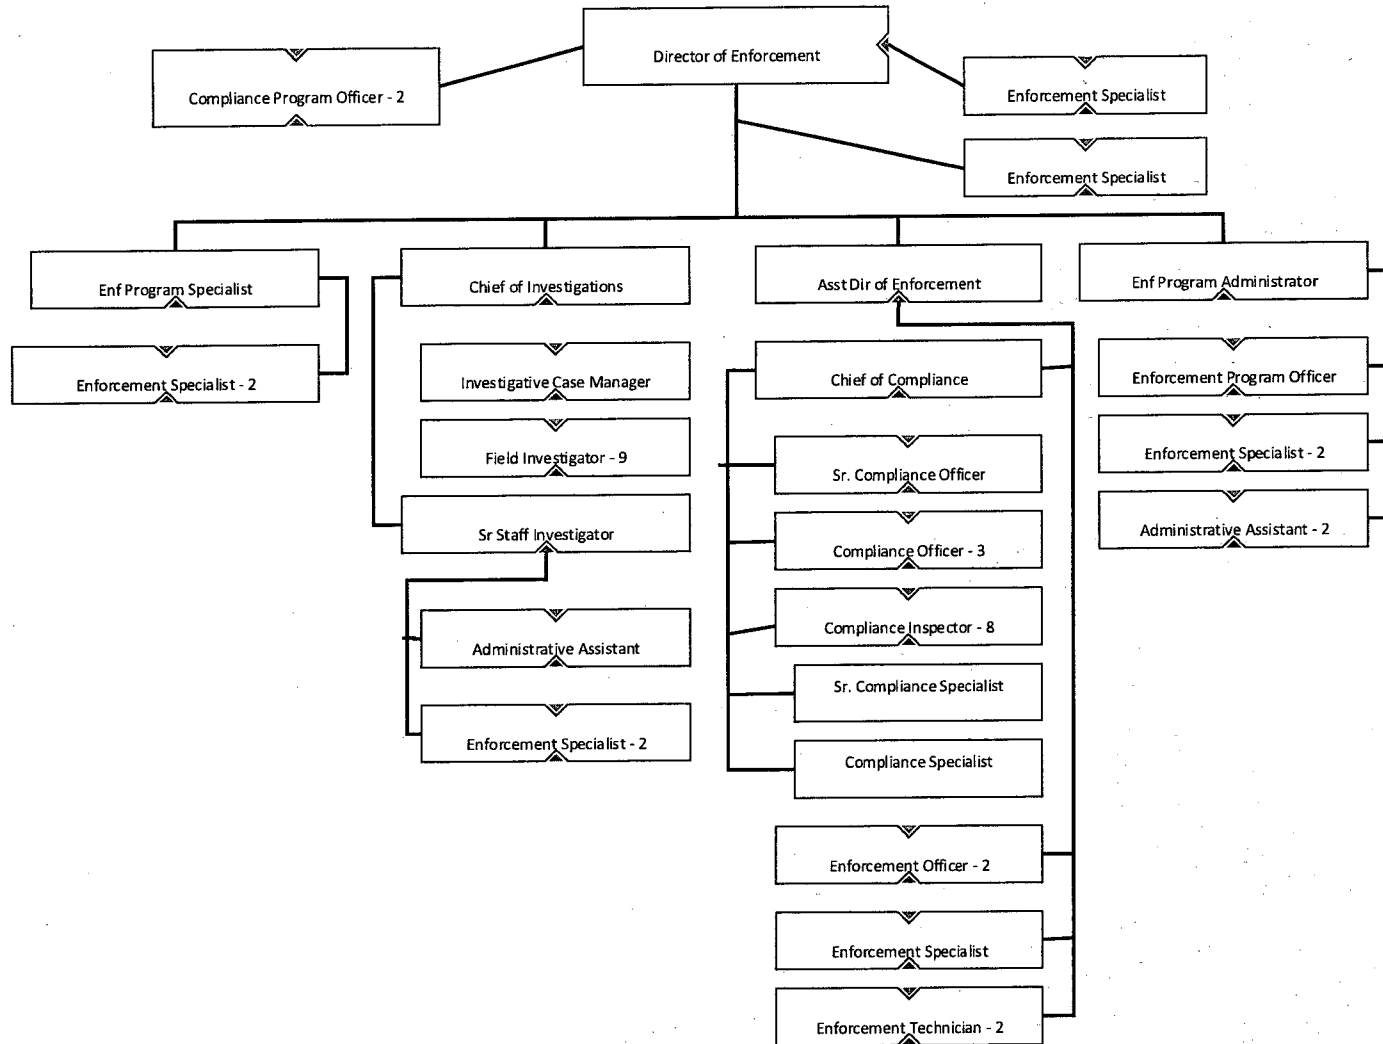 Director of Enforcement
Compliance Program Officer - 2
Enforcement Specialist
Enforcement Specialist
Enf Program Specialist
Enforcement Specialist - 2
Chief of Investigations
Investigative Case Manager
Field Investigator - 9
Sr Staff Investigator
Administrative Assistant
Enforcement Specialist - 2
Asst Dir of Enforcement
Chief of Compliance
Sr. Compliance Officer
Compliance Officer - 3
Compliance Inspector - 8
Sr. Compliance Specialist
Compliance Specialist
Enforcement Officer - 2
Enforcement Specialist
Enforcement Technician - 2
Enf Program Administrator
Enforcement Program Officer
Enforcement Specialist - 2
Administrative Assistant - 2